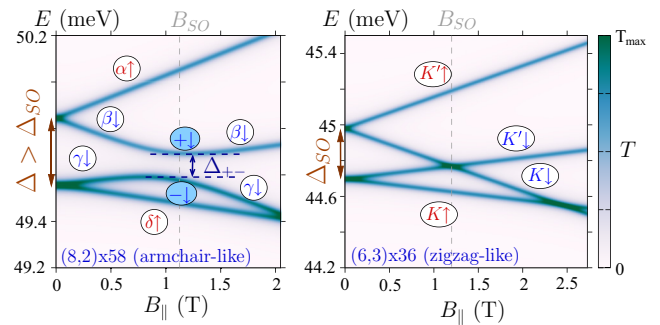 E (meV)
B_SO
E (meV)
B_SO
50.2
49.4
49.2
Δ > Δ_SO
α↑
β↓
γ↓
+↓
β↓
Δ_+−
−↓
γ↓
δ↑
(8,2)x58 (armchair-like)
0
0.5
1
1.5
2
B_∥ (T)
45.4
45
44.6
44.2
Δ_SO
K'↑
K'↓
K↓
K↑
(6,3)x36 (zigzag-like)
0
0.5
1
1.5
2
2.5
B_∥ (T)
T_max
T
0